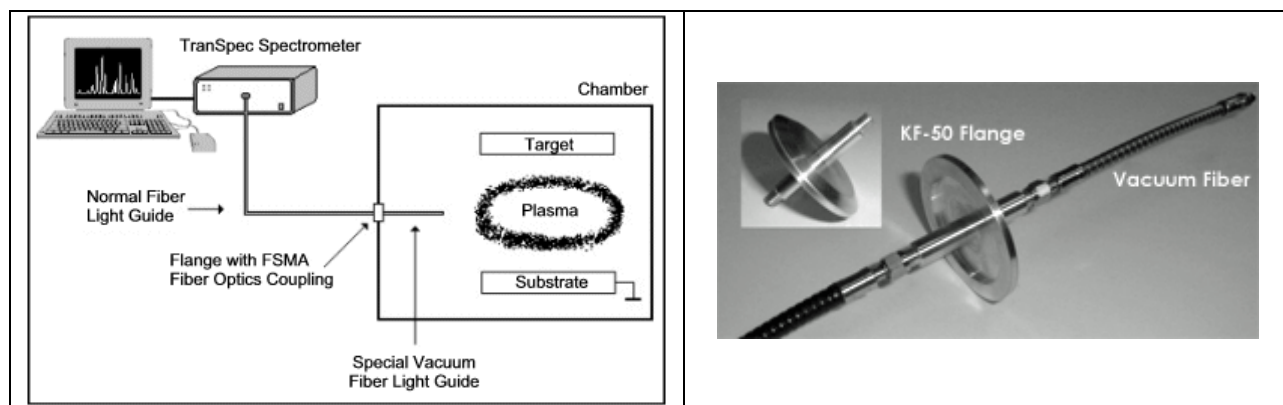 TranSpec Spectrometer
Chamber
Target
Plasma
Substrate
Normal Fiber
Light Guide
Flange with FSMA
Fiber Optics Coupling
Special Vacuum
Fiber Light Guide
KF-50 Flange
Vacuum Fiber